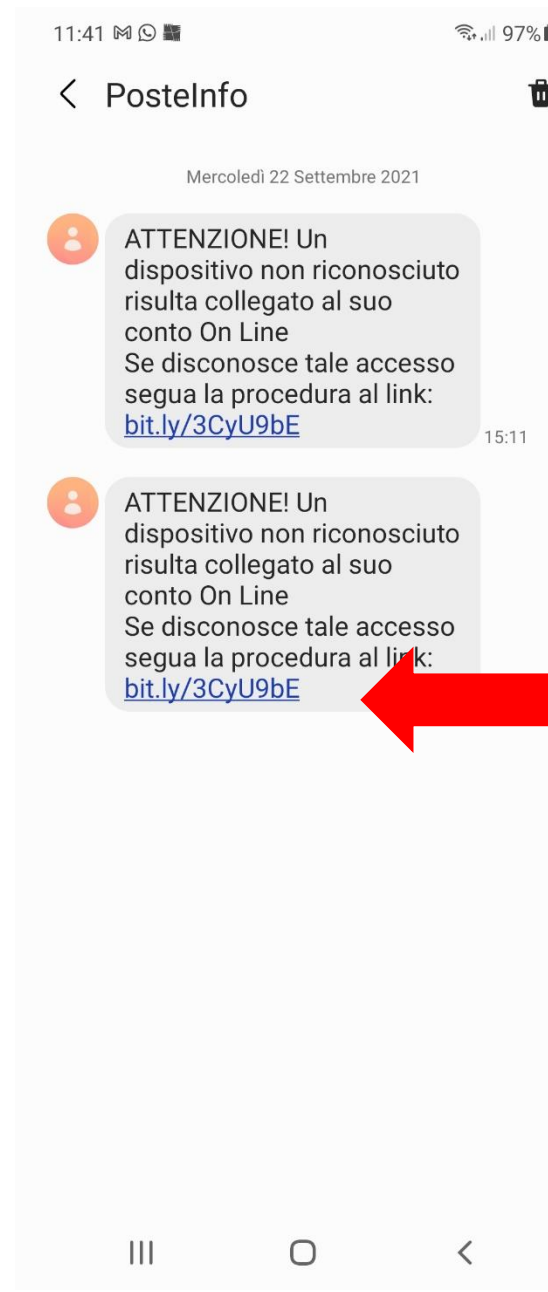 11:41 97%
PosteInfo
Mercoledì 22 Settembre 2021
ATTENZIONE! Un
dispositivo non riconosciuto
risulta collegato al suo
conto On Line
Se disconosce tale accesso
segua la procedura al link:
bit.ly/3CyU9bE
15:11
ATTENZIONE! Un
dispositivo non riconosciuto
risulta collegato al suo
conto On Line
Se disconosce tale accesso
segua la procedura al link:
bit.ly/3CyU9bE